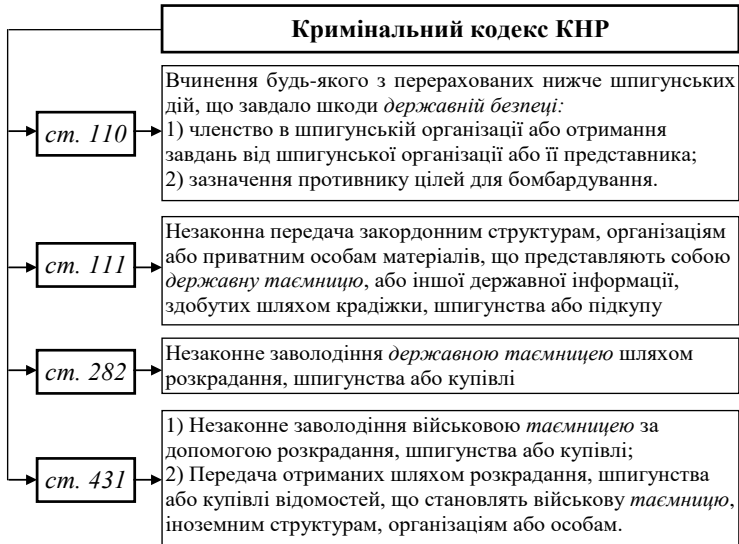 Кримінальний кодекс КНР
ст. 110
Вчинення будь-якого з перерахованих нижче шпигунських
дій, що завдало шкоди державній безпеці:
1) членство в шпигунській організації або отримання
завдань від шпигунської організації або її представника;
2) зазначення противнику цілей для бомбардування.
ст. 111
Незаконна передача закордонним структурам, організаціям
або приватним особам матеріалів, що представляють собою
державну таємницю, або іншої державної інформації,
здобутих шляхом крадіжки, шпигунства або підкупу
ст. 282
Незаконне заволодіння державною таємницею шляхом
розкрадання, шпигунства або купівлі
ст. 431
1) Незаконне заволодіння військовою таємницею за
допомогою розкрадання, шпигунства або купівлі;
2) Передача отриманих шляхом розкрадання, шпигунства
або купівлі відомостей, що становлять військову таємницю,
іноземним структурам, організаціям або особам.